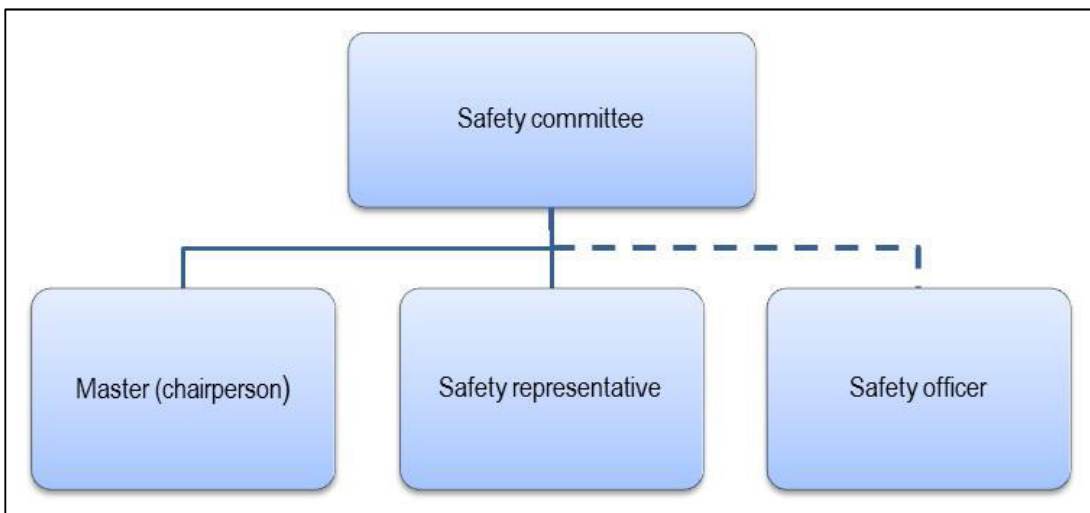 Safety committee
Master (chairperson)
Safety representative
Safety officer